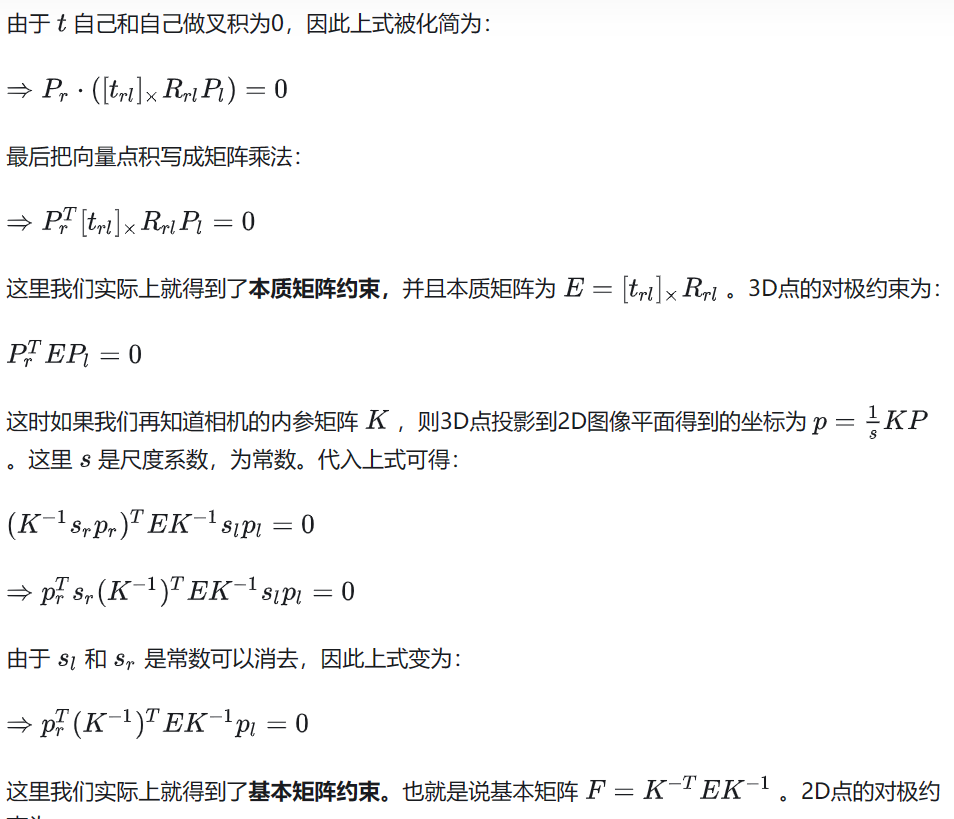 由于 t 自己和自己做叉积为0，因此上式被化简为：
⇒ P_r · ([t_{rl}]_× R_{rl} P_l) = 0
最后把向量点积写成矩阵乘法：
⇒ P_r^T [t_{rl}]_× R_{rl} P_l = 0
这里我们实际上就得到了本质矩阵约束，并且本质矩阵为 E = [t_{rl}]_× R_{rl} 。3D点的对极约束为：
P_r^T E P_l = 0
这时如果我们再知道相机的内参矩阵 K ，则3D点投影到2D图像平面得到的坐标为 p = \frac{1}{s} K P
。这里 s 是尺度系数，为常数。代入上式可得：
(K^{-1} s_r p_r)^T E K^{-1} s_l p_l = 0
⇒ p_r^T s_r (K^{-1})^T E K^{-1} s_l p_l = 0
由于 s_l 和 s_r 是常数可以消去，因此上式变为：
⇒ p_r^T (K^{-1})^T E K^{-1} p_l = 0
这里我们实际上就得到了基本矩阵约束。也就是说基本矩阵 F = K^{-T} E K^{-1} 。2D点的对极约